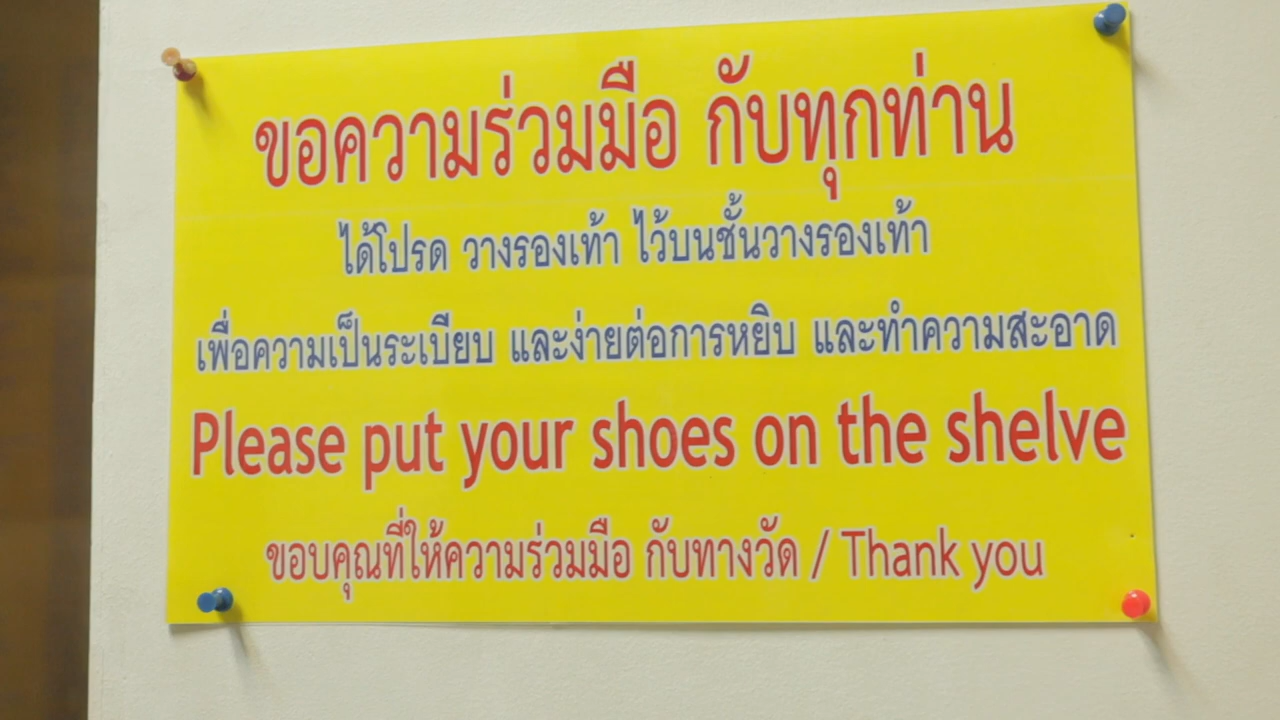 ขอความร่วมมือ กับทุกท่าน
ได้โปรด วางรองเท้า ไว้บนชั้นวางรองเท้า
เพื่อความเป็นระเบียบ และง่ายต่อการหยิบ และทำความสะอาด
Please put your shoes on the shelve
ขอบคุณที่ให้ความร่วมมือ กับทางวัด / Thank you